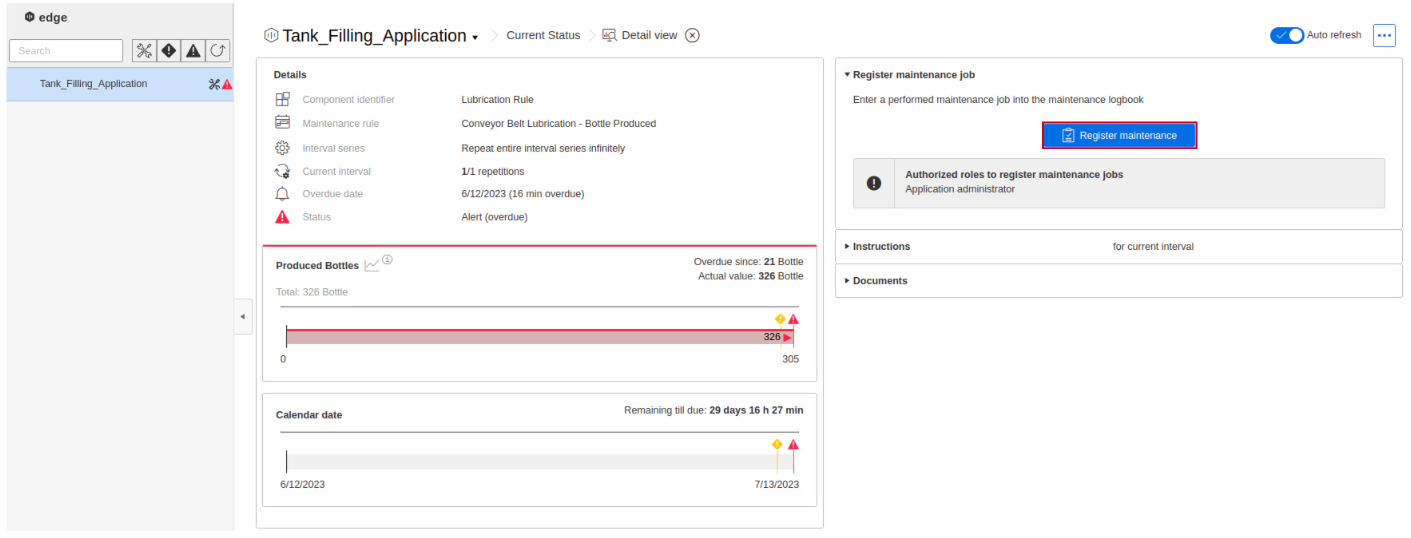 edge
Search
Tank_Filling_Application
Tank_Filling_Application
Current Status
Detail view
Auto refresh
Details
Component identifier Lubrication Rule
Maintenance rule Conveyor Belt Lubrication - Bottle Produced
Interval series Repeat entire interval series infinitely
Current interval 1/1 repetitions
Overdue date 6/12/2023 (16 min overdue)
Status Alert (overdue)
Produced Bottles 1
Overdue since: 21 Bottle
Actual value: 326 Bottle
Total: 326 Bottle
326
0 305
Calendar date
Remaining till due: 29 days 16 h 27 min
6/12/2023 7/13/2023
Register maintenance job
Enter a performed maintenance job into the maintenance logbook
Register maintenance
Authorized roles to register maintenance jobs
Application administrator
Instructions for current interval
Documents